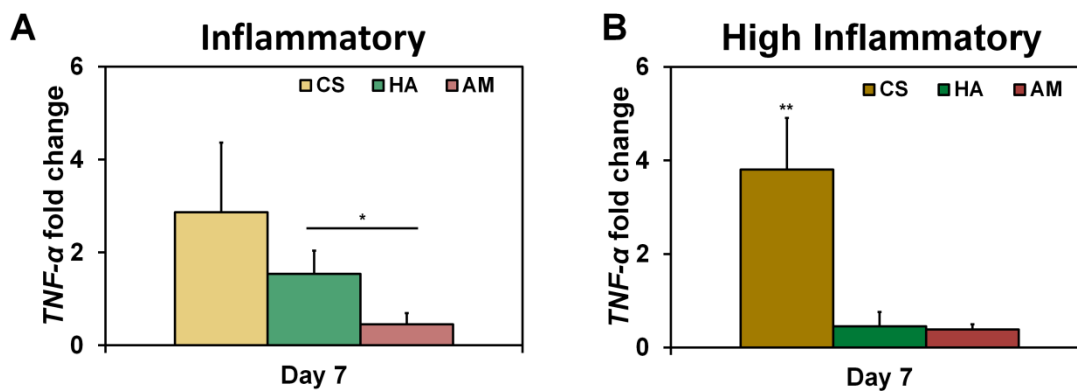 A
Inflammatory
6
4
2
0
TNF-α fold change
CS HA AM
*
Day 7
B
High Inflammatory
6
4
2
0
TNF-α fold change
CS HA AM
**
Day 7